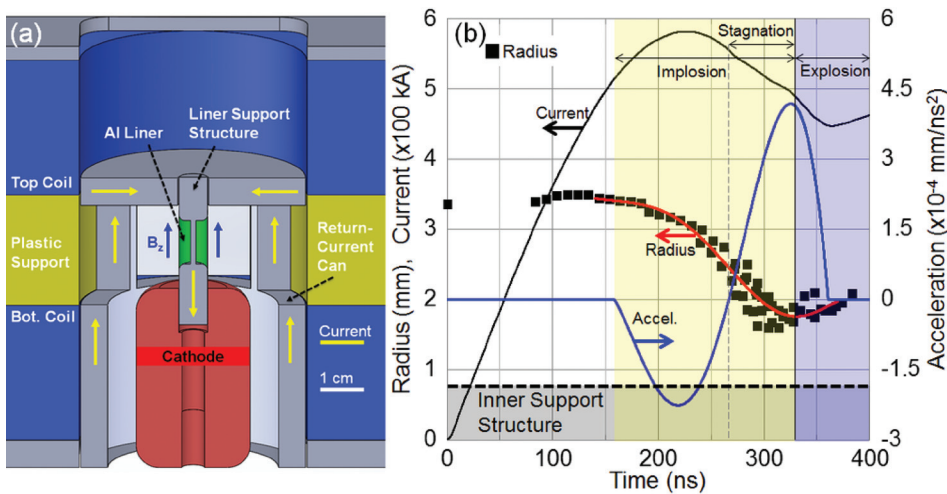 (a)
Liner Support
Structure
Al Liner
Top Coil
Plastic
Support
Bz
Return-
Current
Can
Bot. Coil
Current
Cathode
1 cm
(b)
Radius (mm), Current (x100 kA)
6
5
4
3
2
1
0
Stagnation
Radius
Implosion
Explosion
Current
Radius
Accel.
Inner Support
Structure
0
100
200
300
400
Time (ns)
6
4.5
3
1.5
0
-1.5
-3
Acceleration (x10⁻⁴ mm/ns²)